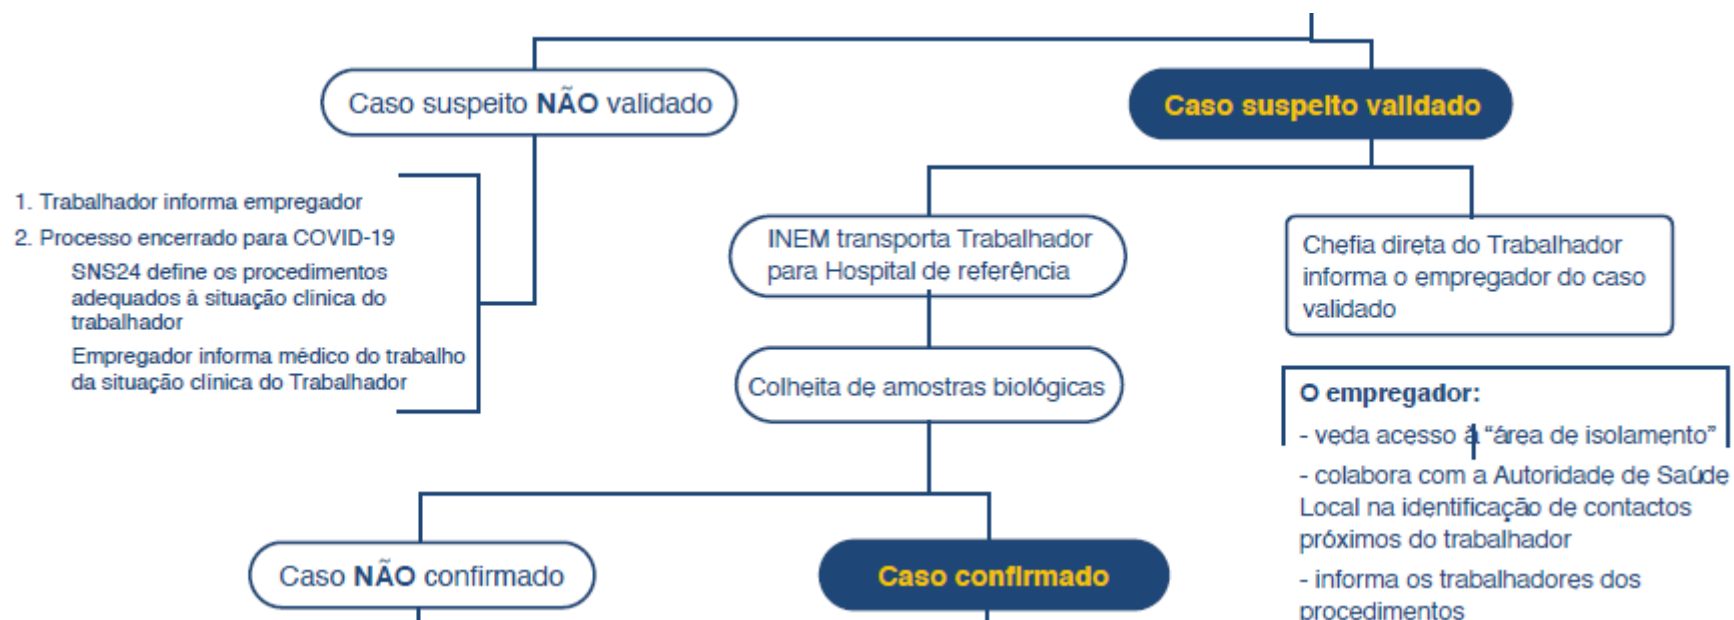 Caso suspeito NÃO validado
Caso suspeito validado
1. Trabalhador informa empregador
2. Processo encerrado para COVID-19
SNS24 define os procedimentos
adequados à situação clínica do
trabalhador
Empregador informa médico do trabalho
da situação clínica do Trabalhador
INEM transporta Trabalhador
para Hospital de referência
Chefia direta do Trabalhador
informa o empregador do caso
validado
Colheita de amostras biológicas
O empregador:
- veda acesso à “área de isolamento”
- colabora com a Autoridade de Saúde
Local na identificação de contactos
próximos do trabalhador
- informa os trabalhadores dos
procedimentos
Caso NÃO confirmado
Caso confirmado